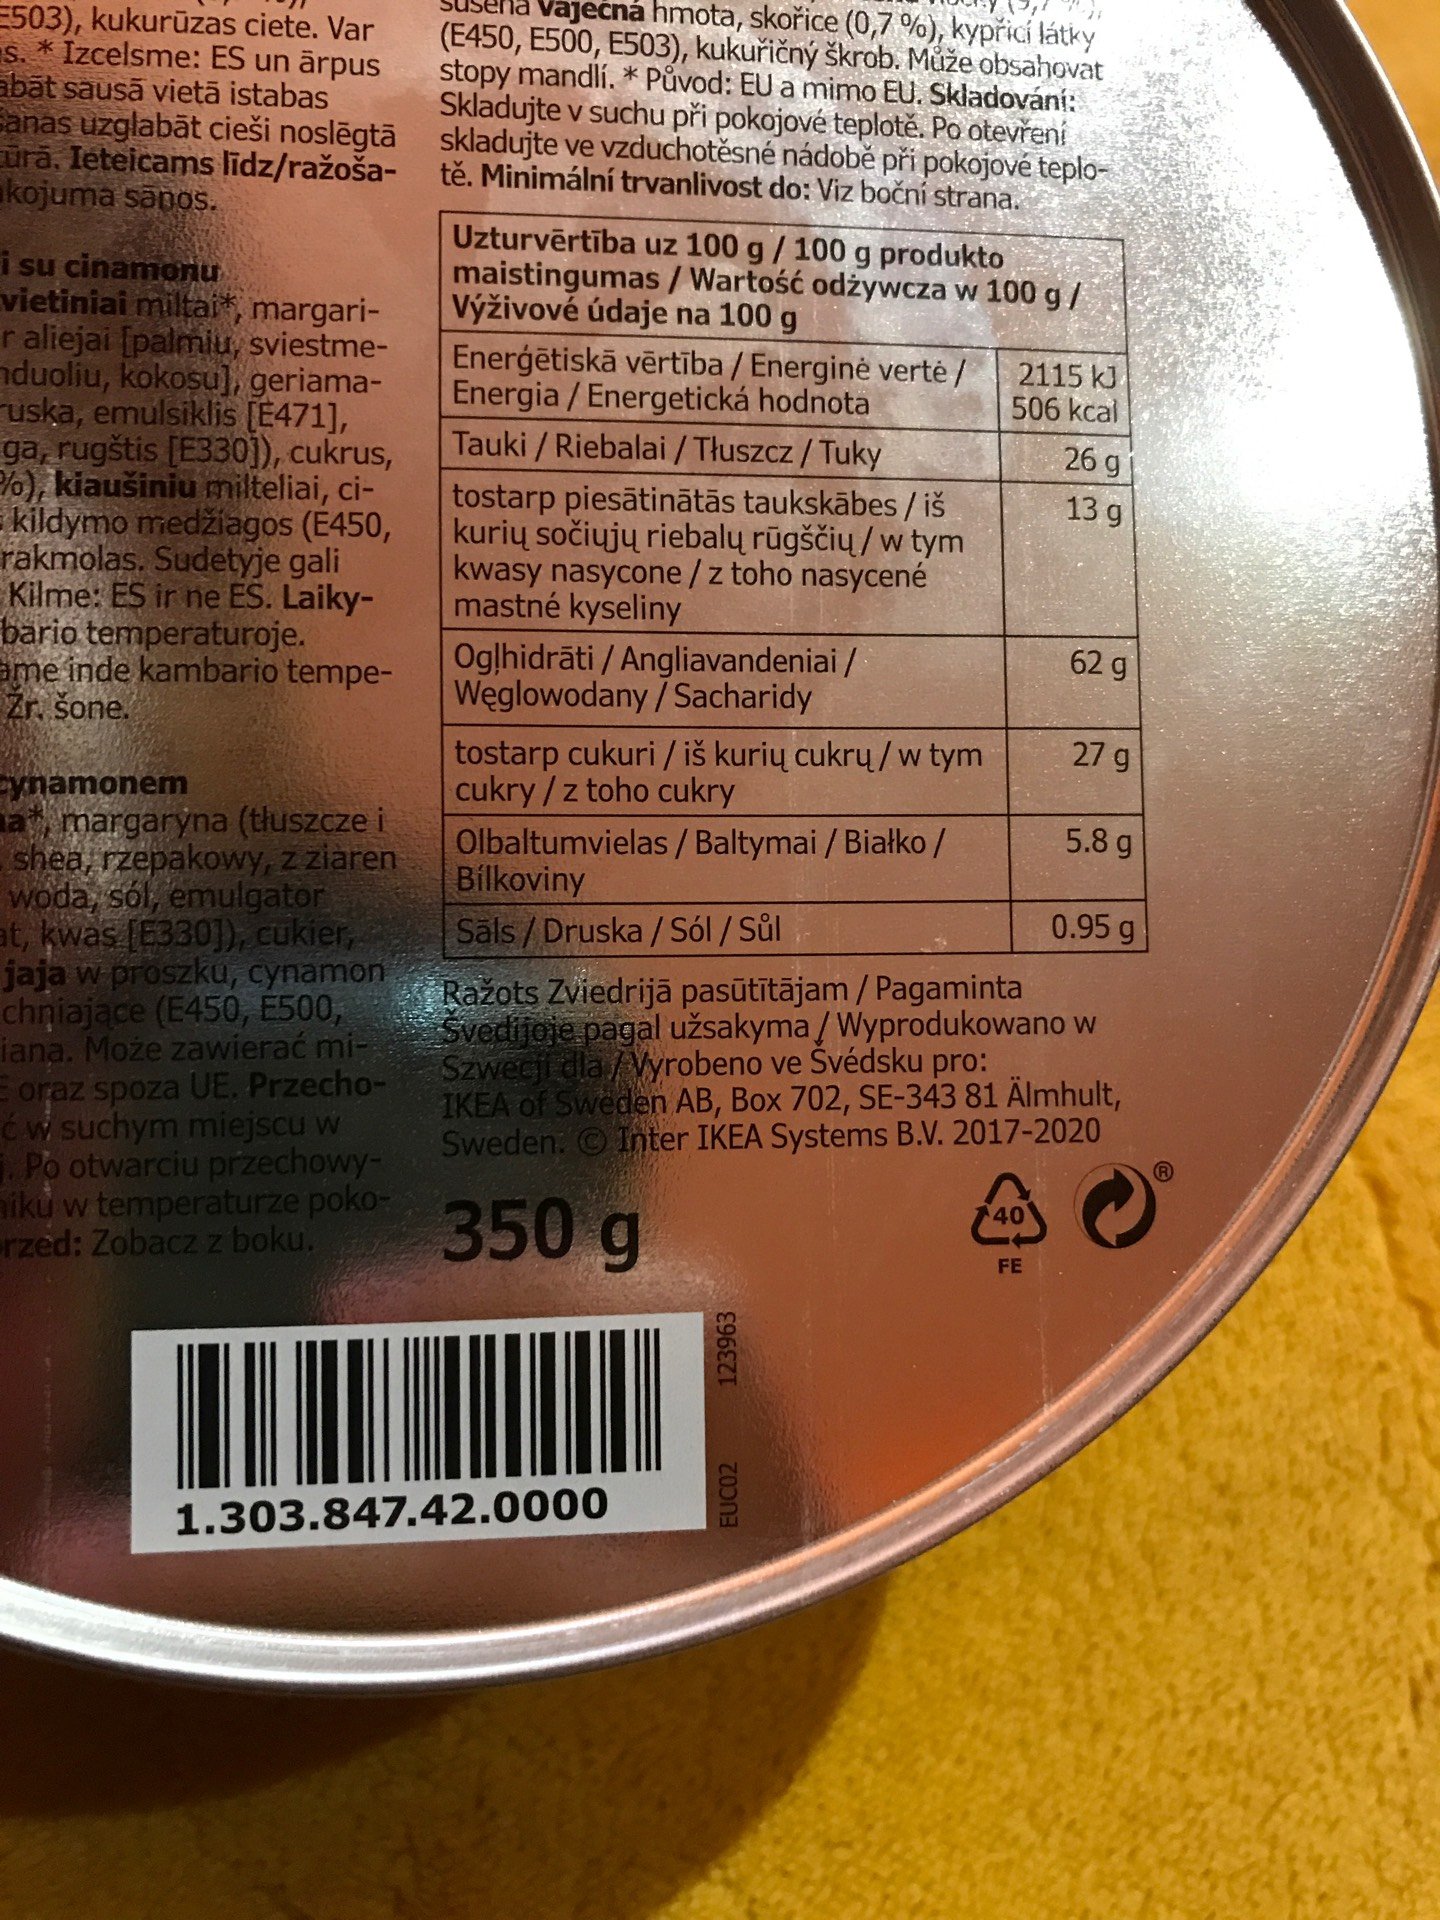 E503), kukurūzas ciete. Var
s. * Izcelsme: ES un ārpus
abāt sausā vietā istabas
šanas uzglabāt cieši noslēgtā
tūrā. Ieteicams līdz/ražoša-
akojuma sānos.
i su cinamonu
vietiniai miltai*, margari-
r aliejai [palmių, sviestme-
nduolių, kokosų], geriama-
ruska, emulsiklis [E471],
ga, rugštis [E330]), cukrus,
%), kiaušinių milteliai, ci-
kildymo medžiagos (E450,
rakmolas. Sudėtyje gali
Kilmė: ES ir ne ES. Laiky-
bario temperatūroje.
ame inde kambario tempe-
Žr. šone.
cynamonem
na*, margaryna (tłuszcze i
shea, rzepakowy, z ziaren
woda, sól, emulgator
at, kwas [E330]), cukier,
jaja w proszku, cynamon
chniające (E450, E500,
iana. Może zawierać mi-
E oraz spoza UE. Przecho-
ć w suchym miejscu w
j. Po otwarciu przechowy-
niku w temperaturze poko-
rzed: Zobacz z boku.
sušená vaječná hmota, skořice (0,7 %), kypřicí látky
(E450, E500, E503), kukuřičný škrob. Může obsahovat
stopy mandlí. * Původ: EU a mimo EU. Skladování:
Skladujte v suchu při pokojové teplotě. Po otevření
skladujte ve vzduchotěsné nádobě při pokojové teplo-
tě. Minimální trvanlivost do: Viz boční strana.
Uzturvērtība uz 100 g / 100 g produkto
maistingumas / Wartość odżywcza w 100 g /
Výživové údaje na 100 g
Enerģētiskā vērtība / Energinė vertė / 2115 kJ
Energia / Energetická hodnota 506 kcal
Tauki / Riebalai / Tłuszcz / Tuky 26 g
tostarp piesātinātās taukskābes / iš 13 g
kurių sočiųjų riebalų rūgščių / w tym
kwasy nasycone / z toho nasycené
mastné kyseliny
Ogļhidrāti / Angliavandeniai / 62 g
Węglowodany / Sacharidy
tostarp cukuri / iš kurių cukrų / w tym 27 g
cukry / z toho cukry
Olbaltumvielas / Baltymai / Białko / 5.8 g
Bílkoviny
Sāls / Druska / Sól / Sůl 0.95 g
Ražots Zviedrijā pasūtītājam / Pagaminta
Švedijoje pagal užsakymą / Wyprodukowano w
Szwecji dla / Vyrobeno ve Švédsku pro:
IKEA of Sweden AB, Box 702, SE-343 81 Älmhult,
Sweden. © Inter IKEA Systems B.V. 2017-2020
350 g
40
FE
®
1.303.847.42.0000
EUC02 123963